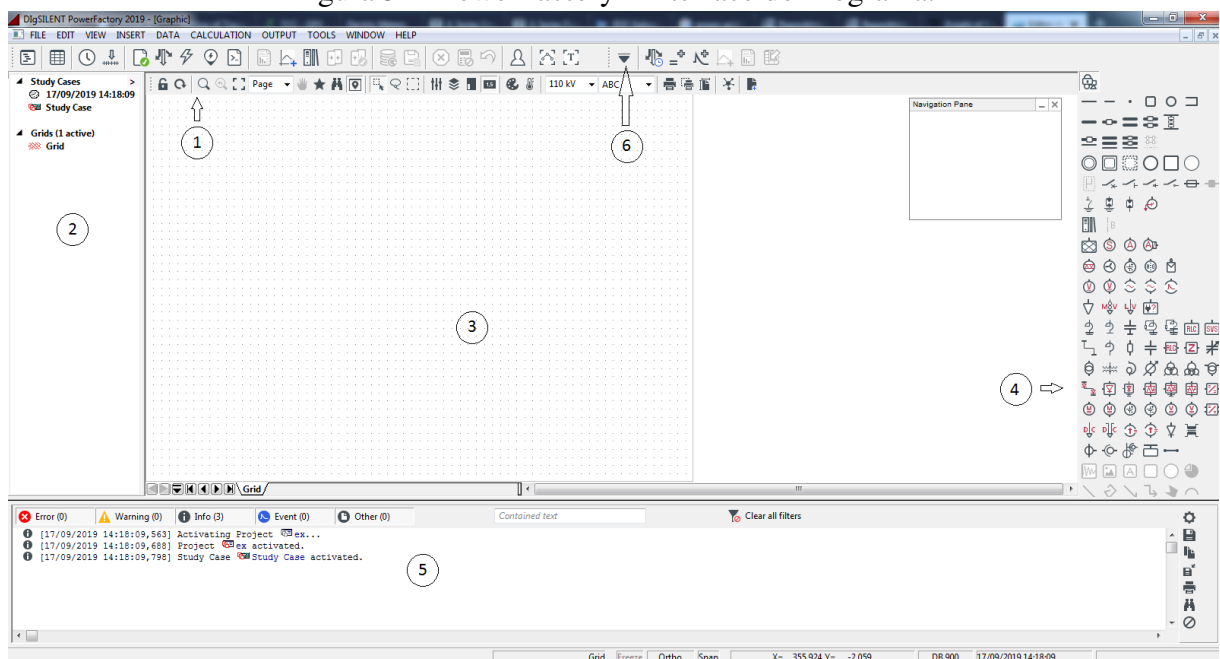 DIgSILENT PowerFactory 2019 - [Graphic]
FILE EDIT VIEW INSERT DATA CALCULATION OUTPUT TOOLS WINDOW HELP
Study Cases >
17/09/2019 14:18:09
Study Case
Grids (1 active)
Grid
Page
110 kV
ABC
Navigation Pane
1
6
2
3
4
Grid
Error (0) Warning (0) Info (3) Event (0) Other (0) Contained text Clear all filters
[17/09/2019 14:18:09,563] Activating Project ex...
[17/09/2019 14:18:09,688] Project ex activated.
[17/09/2019 14:18:09,798] Study Case Study Case activated.
5
Grid Freeze Ortho Snap X= 355,924 Y= -2,059 DB 900 17/09/2019 14:18:09